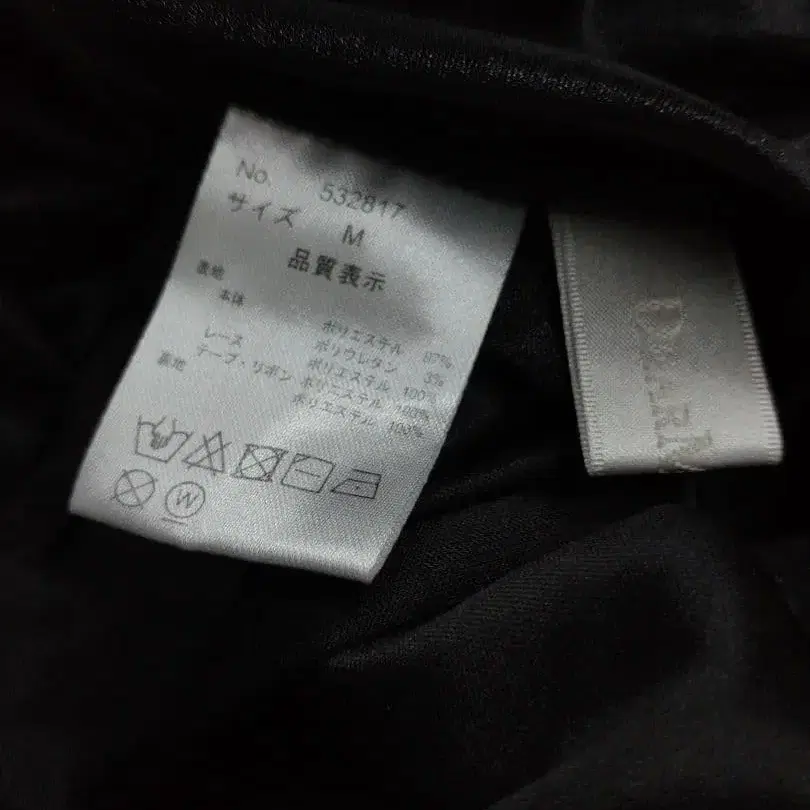 No. 532817
サイズ M
品質表示
表地
本体 ポリエステル 97%
ポリウレタン 3%
レース ポリエステル 100%
テープ・リボン ポリエステル 100%
裏地 ポリエステル 100%
W